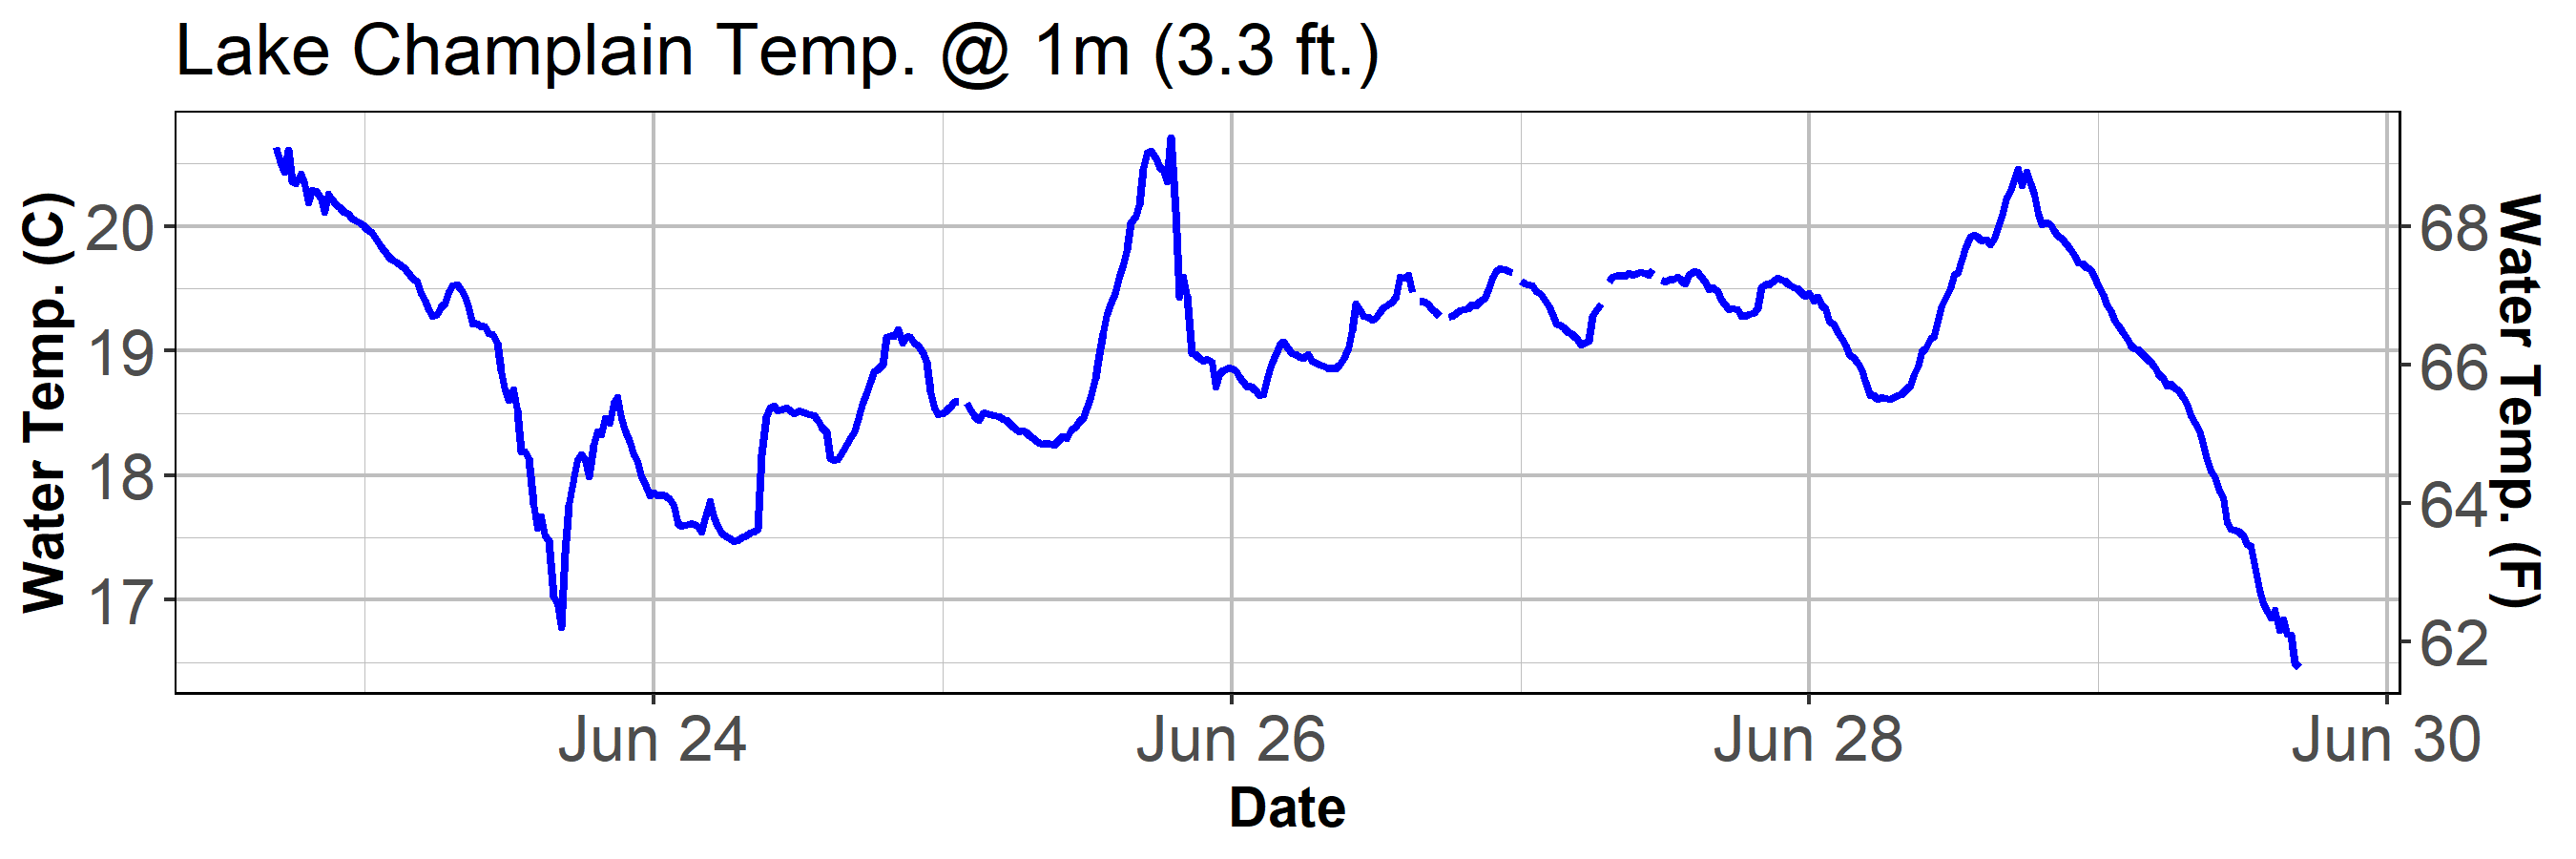 Lake Champlain Temp. @ 1m (3.3 ft.)
Water Temp. (C)
20
19
18
17
68
66
64
62
Water Temp. (F)
Jun 24
Jun 26
Jun 28
Jun 30
Date